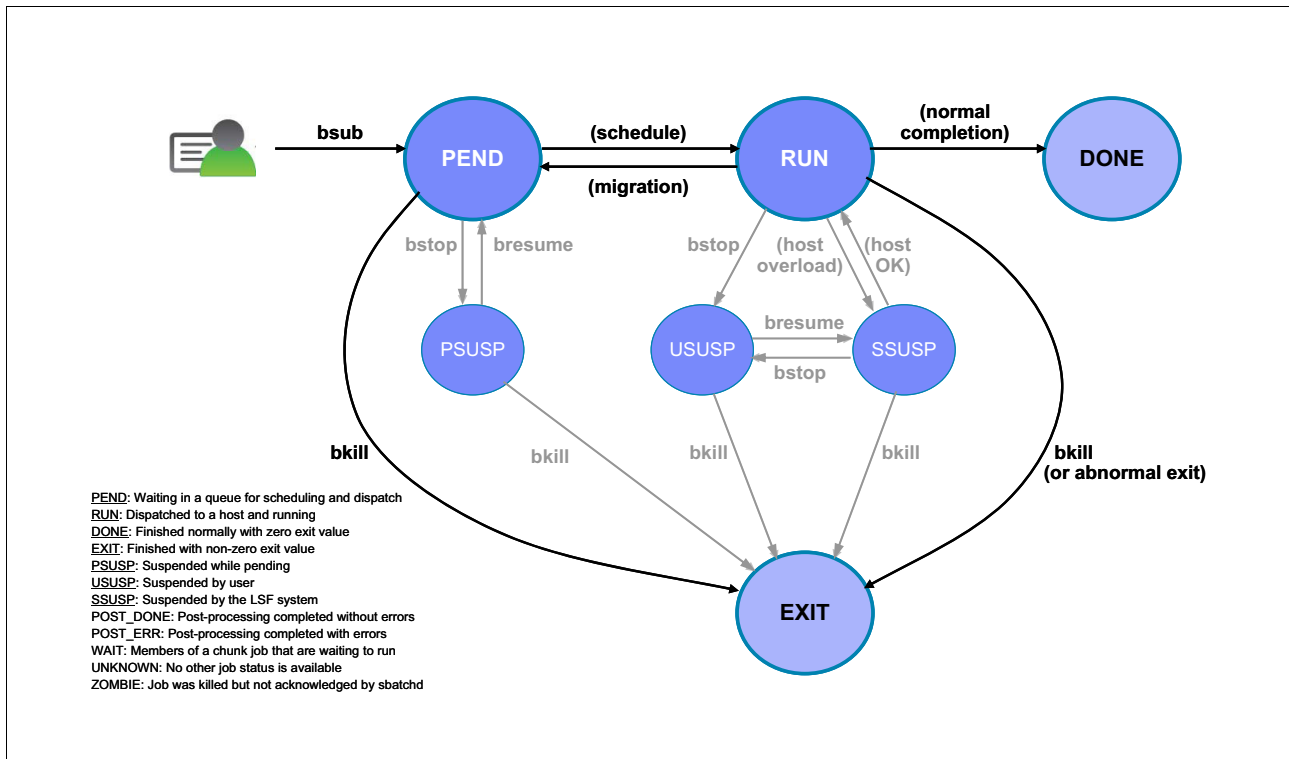 (normal
completion)
bsub
(schedule)
PEND
RUN
DONE
(migration)
bstop
bresume
bstop
(host
overload)
(host
OK)
PSUSP
USUSP
bresume
SSUSP
bstop
bkill
bkill
bkill
bkill
bkill
(or abnormal exit)
PEND: Waiting in a queue for scheduling and dispatch
RUN: Dispatched to a host and running
DONE: Finished normally with zero exit value
EXIT: Finished with non-zero exit value
PSUSP: Suspended while pending
USUSP: Suspended by user
SSUSP: Suspended by the LSF system
POST_DONE: Post-processing completed without errors
POST_ERR: Post-processing completed with errors
WAIT: Members of a chunk job that are waiting to run
UNKNOWN: No other job status is available
ZOMBIE: Job was killed but not acknowledged by sbatchd
EXIT